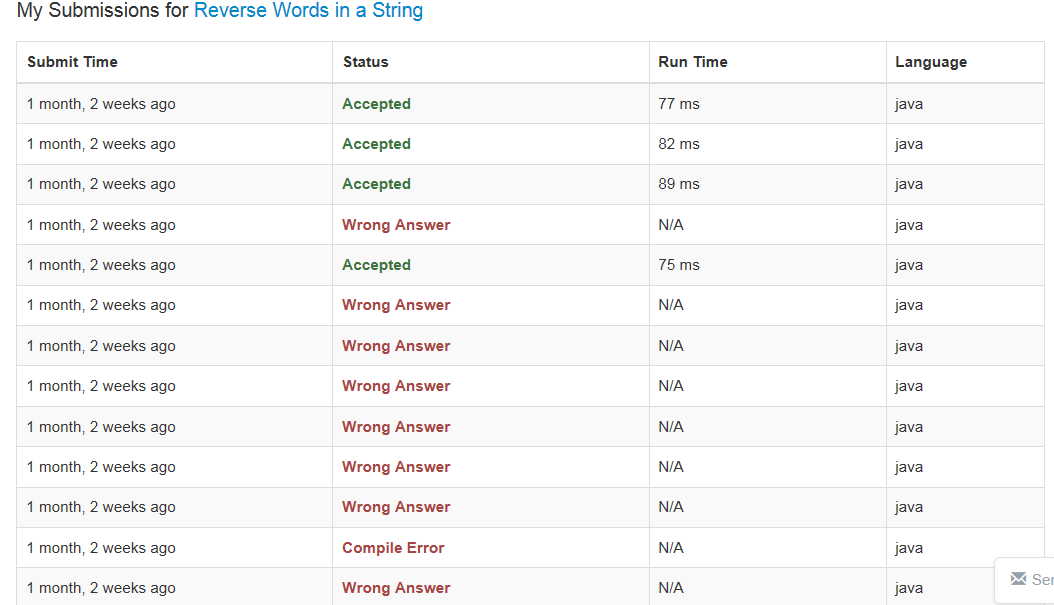 My Submissions for Reverse Words in a String
Submit Time Status Run Time Language
1 month, 2 weeks ago Accepted 77 ms java
1 month, 2 weeks ago Accepted 82 ms java
1 month, 2 weeks ago Accepted 89 ms java
1 month, 2 weeks ago Wrong Answer N/A java
1 month, 2 weeks ago Accepted 75 ms java
1 month, 2 weeks ago Wrong Answer N/A java
1 month, 2 weeks ago Wrong Answer N/A java
1 month, 2 weeks ago Wrong Answer N/A java
1 month, 2 weeks ago Wrong Answer N/A java
1 month, 2 weeks ago Wrong Answer N/A java
1 month, 2 weeks ago Wrong Answer N/A java
1 month, 2 weeks ago Compile Error N/A java
1 month, 2 weeks ago Wrong Answer N/A java